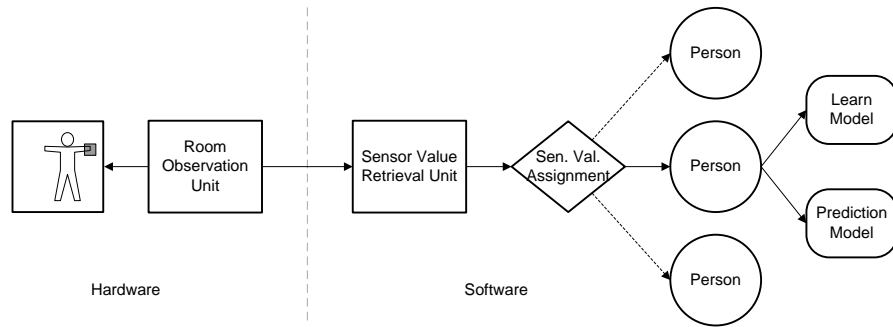 Person
Learn
Model
Room
Observation
Unit
Sensor Value
Retrieval Unit
Sen. Val.
Assignment
Person
Prediction
Model
Person
Hardware
Software